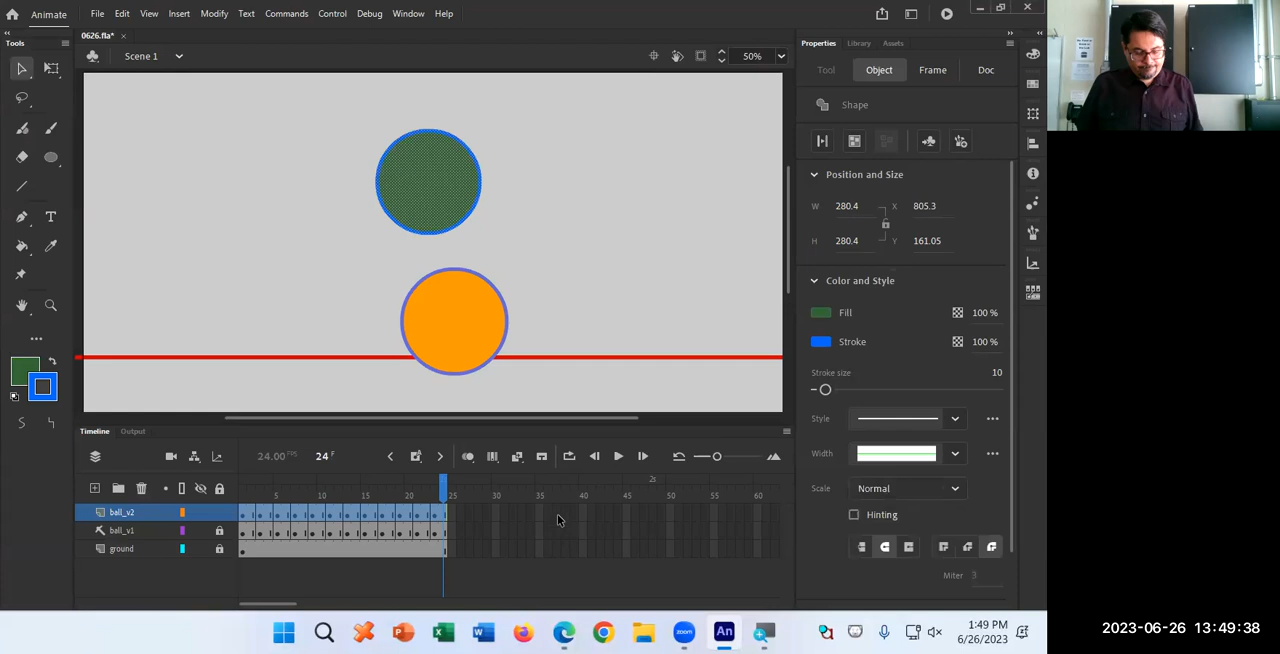 Animate File Edit View Insert Modify Text Commands Control Debug Window Help
0626.fla* ×
Tools
Scene 1
50%
Properties Library Assets
Tool Object Frame Doc
Shape
Position and Size
W 280.4 X 805.3
H 280.4 Y 161.05
Color and Style
Fill 100 %
Stroke 100 %
Stroke size
10
Style
Width
Scale Normal
Hinting
Miter 3
Timeline Output
24.00 FPS 24 F
2s
5 10 15 20 25 30 35 40 45 50 55 60
ball_v2
ball_v1
ground
1:49 PM
6/26/2023
2023-06-26 13:49:38